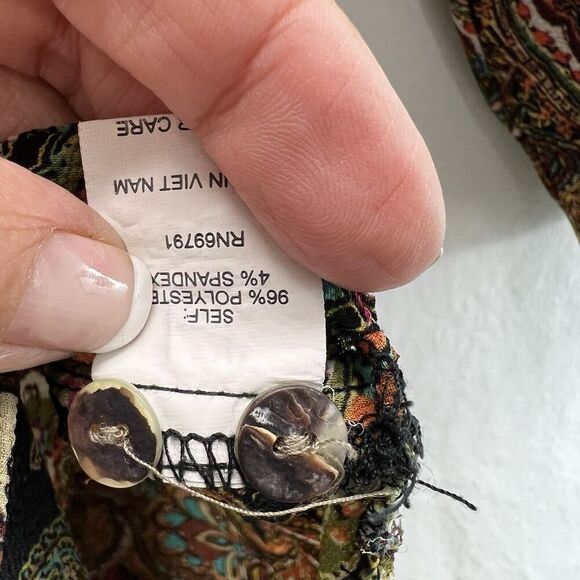 SELF:
96% POLYESTE
4% SPANDEX
RN69791
IN VIET NAM
R CARE